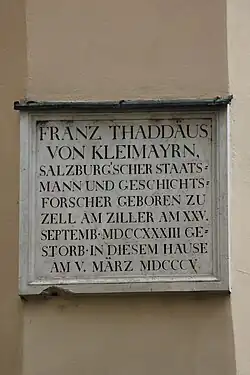 FRANZ THADDÄUS
VON KLEIMAYRN,
SALZBURG'SCHER STAATS=
MANN UND GESCHICHTS=
FORSCHER GEBOREN ZU
ZELL AM ZILLER AM XXV.
SEPTEMB· MDCCXXXIII GE=
STORB· IN DIESEM HAUSE
AM V. MÄRZ MDCCCV.